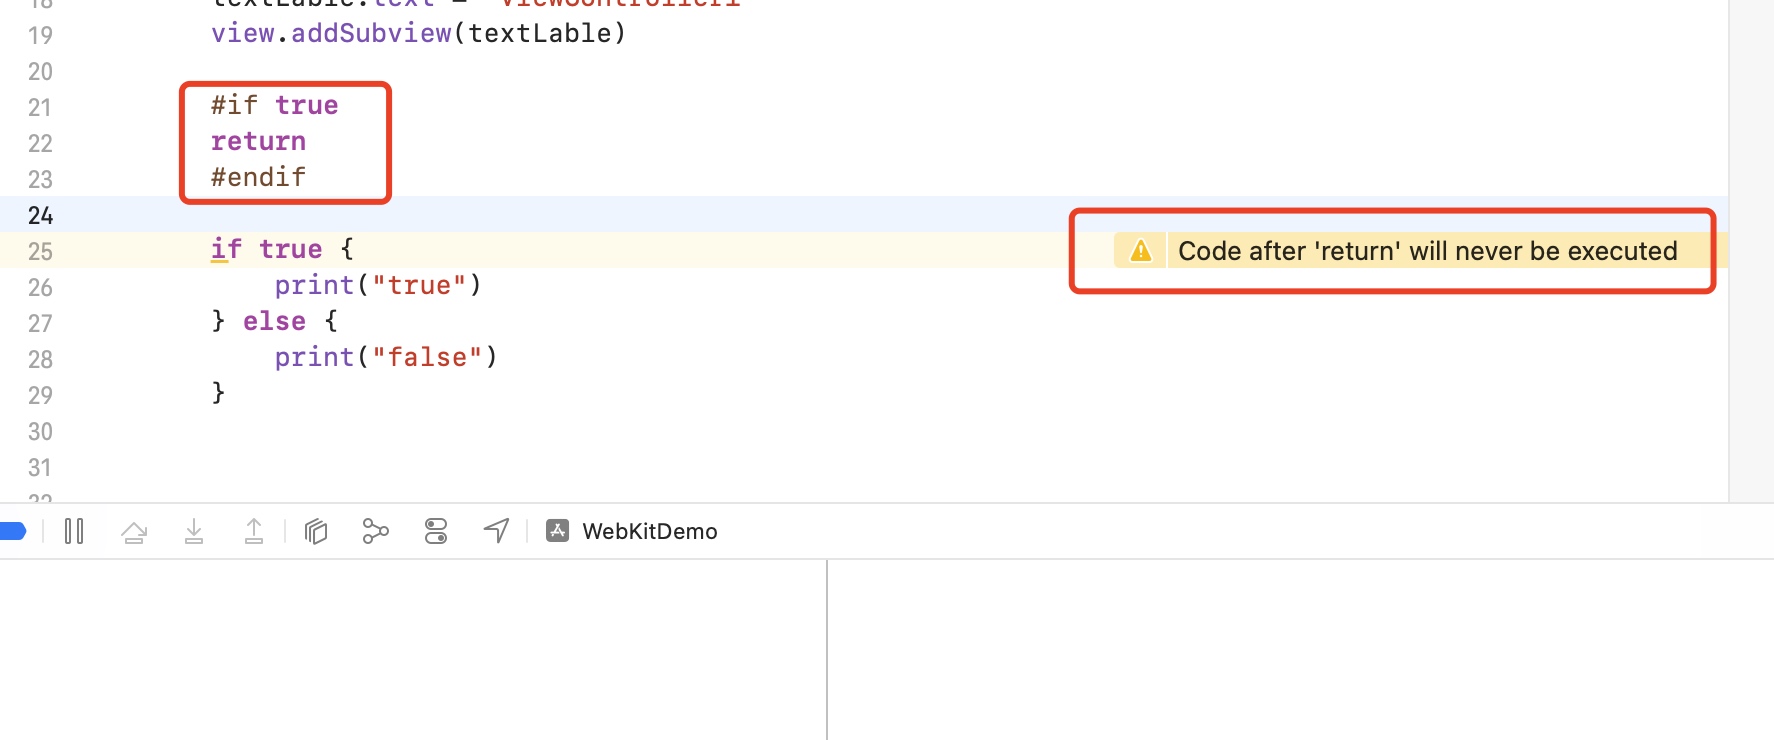 18 textLable.text = "ViewController1"
19 view.addSubview(textLable)
20
21 #if true
22 return
23 #endif
24
25 if true { Code after 'return' will never be executed
26 print("true")
27 } else {
28 print("false")
29 }
30
31
32
WebKitDemo